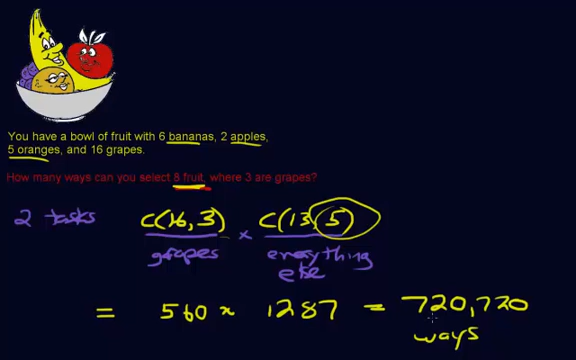 You have a bowl of fruit with 6 bananas, 2 apples,
5 oranges, and 16 grapes.
How many ways can you select 8 fruit, where 3 are grapes?
2 tasks C(16,3) × C(13,5)
grapes everything
else
= 560 × 1287 = 720,720
ways